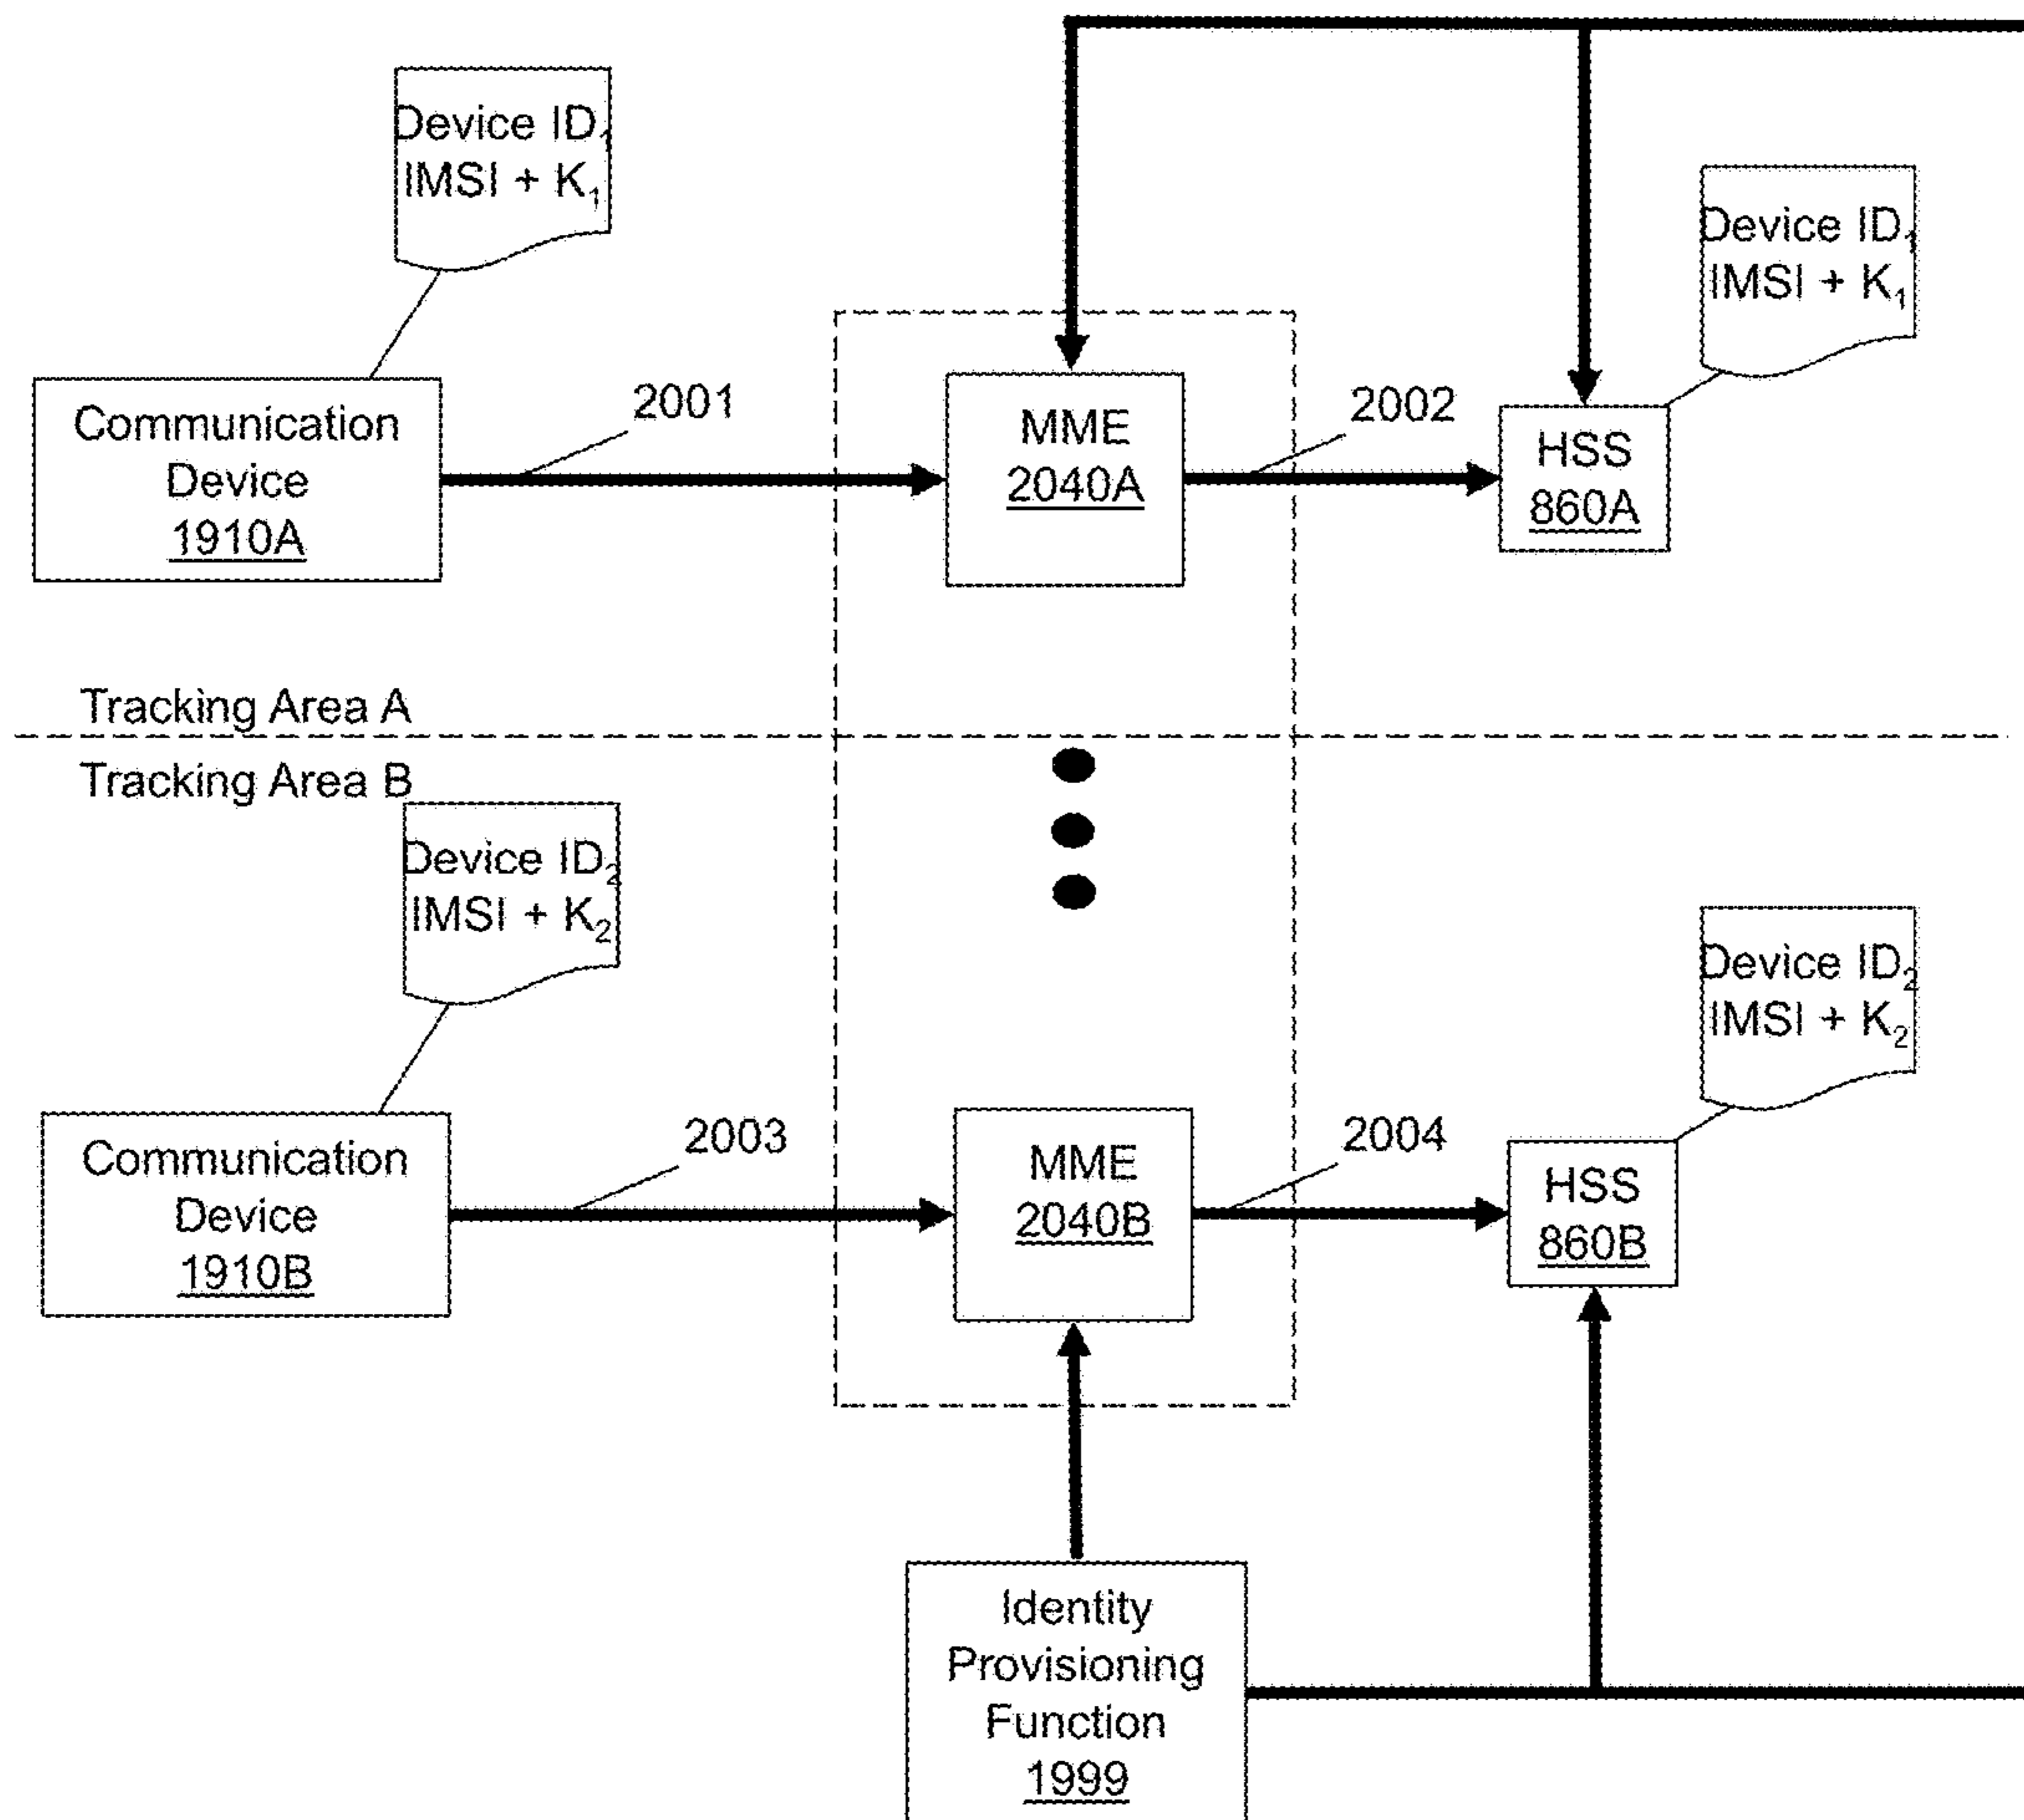 Device ID₁
IMSI + K₁
Device ID₁
IMSI + K₁
Communication
Device
1910A
2001
MME
2040A
2002
HSS
860A
Tracking Area A
Tracking Area B
Device ID₂
IMSI + K₂
Device ID₂
IMSI + K₂
Communication
Device
1910B
2003
MME
2040B
2004
HSS
860B
Identity
Provisioning
Function
1999